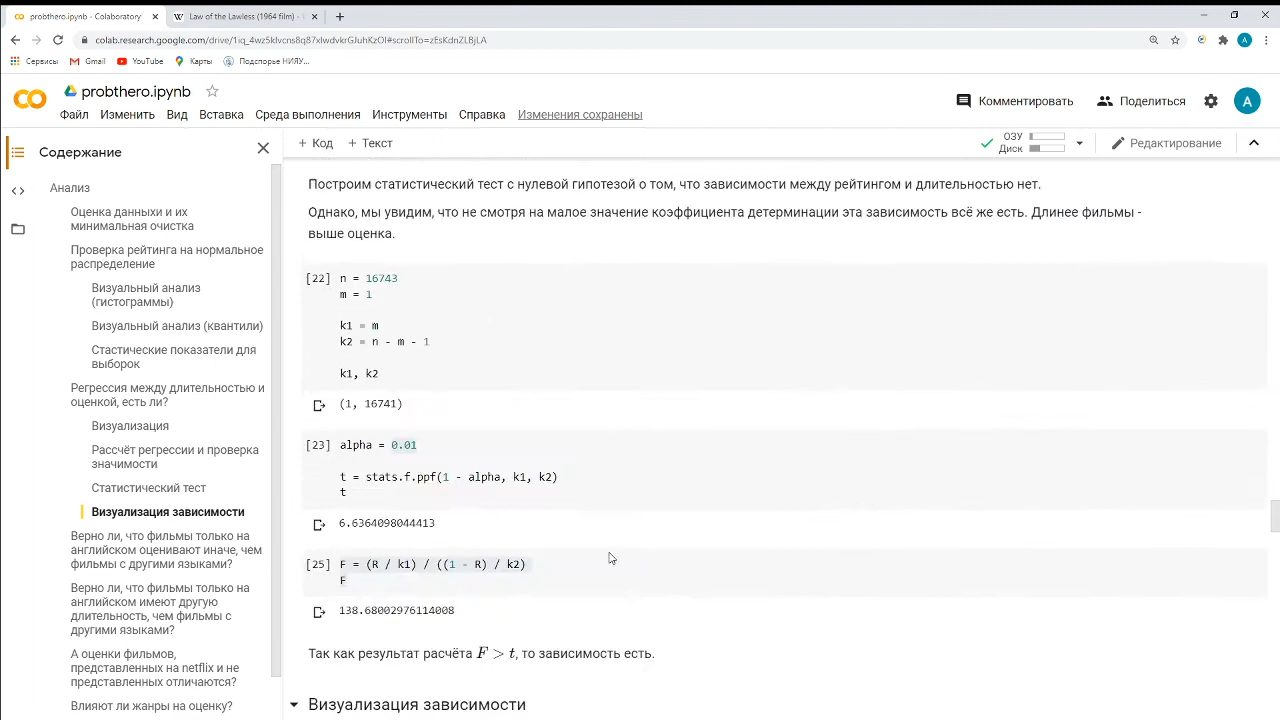 probthero.ipynb - Colaboratory
Law of the Lawless (1964 film) -
colab.research.google.com/drive/1iq_4wz5klvcns8q87xlwdvkrGJuhKzOl#scrollTo=zEsKdnZLBjLA
Сервисы Gmail YouTube Карты Подспорье НИЯУ...
probthero.ipynb
Файл Изменить Вид Вставка Среда выполнения Инструменты Справка Изменения сохранены
Комментировать Поделиться A
Содержание
+ Код + Текст
ОЗУ
Диск
Редактирование
Анализ
Оценка данныхи и их
минимальная очистка
Проверка рейтинга на нормальное
распределение
Визуальный анализ
(гистограммы)
Визуальный анализ (квантили)
Стастические показатели для
выборок
Регрессия между длительностью и
оценкой, есть ли?
Визуализация
Рассчёт регрессии и проверка
значимости
Статистический тест
Визуализация зависимости
Верно ли, что фильмы только на
английском оценивают иначе, чем
фильмы с другими языками?
Верно ли, что фильмы только на
английском имеют другую
длительность, чем фильмы с
другими языками?
А оценки фильмов,
представленных на netflix и не
представленных отличаются?
Влияют ли жанры на оценку?
Построим статистический тест с нулевой гипотезой о том, что зависимости между рейтингом и длительностью нет.
Однако, мы увидим, что не смотря на малое значение коэффициента детерминации эта зависимость всё же есть. Длинее фильмы -
выше оценка.
[22] n = 16743
m = 1
k1 = m
k2 = n - m - 1
k1, k2
(1, 16741)
[23] alpha = 0.01
t = stats.f.ppf(1 - alpha, k1, k2)
t
6.6364098044413
[25] F = (R / k1) / ((1 - R) / k2)
F
138.68002976114008
Так как результат расчёта F > t, то зависимость есть.
Визуализация зависимости